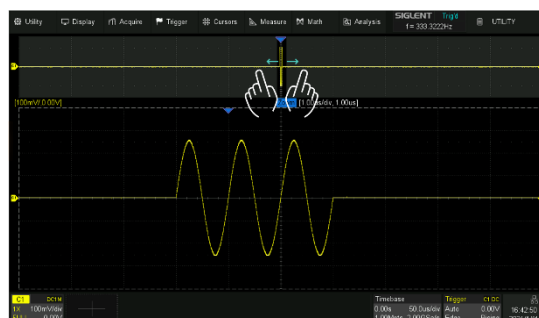 Utility Display Acquire Trigger Cursors Measure Math Analysis SIGLENT Trig'd UTILITY
f = 333.3222Hz
[100mV/ 0.00V] [1.00us/div, 1.00us]
C1 DC1M Timebase Trigger C1 DC
1X 100mV/div 0.00s 50.0us/div Auto 0.00V 16:42:50
0.00V